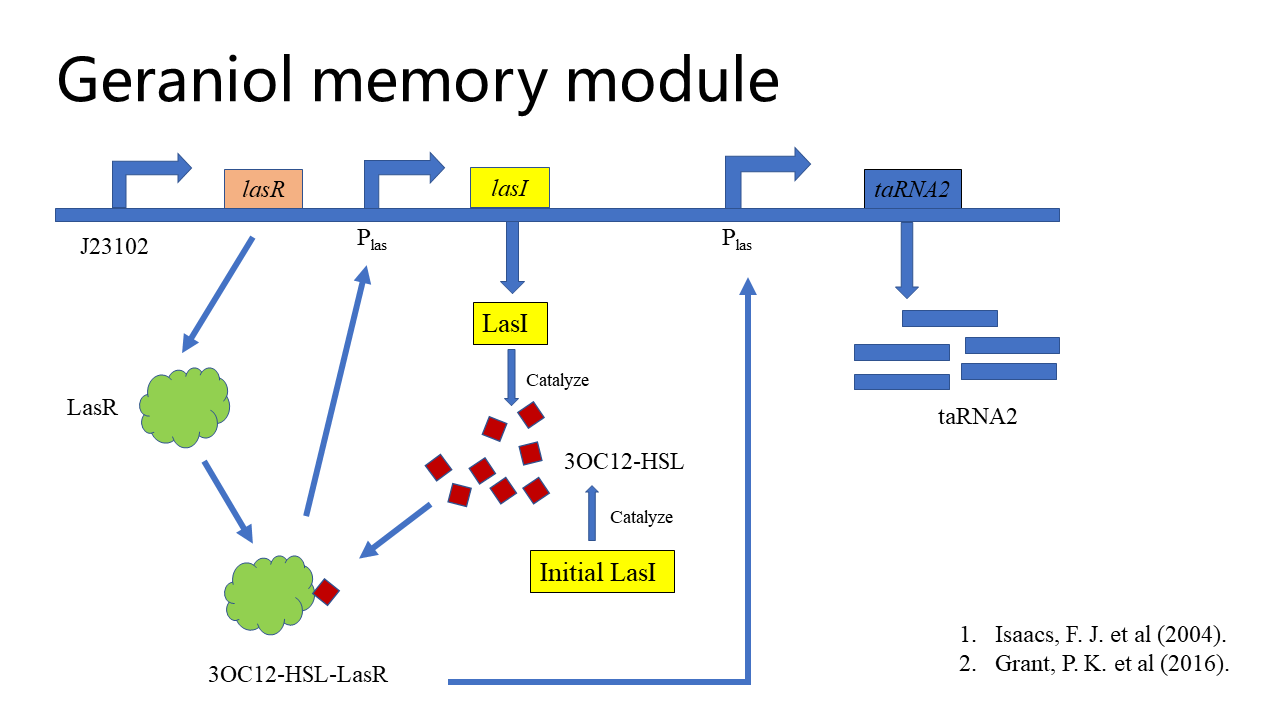 Geraniol memory module
lasR
lasI
taRNA2
J23102
Plas
Plas
LasI
Catalyze
LasR
taRNA2
3OC12-HSL
Catalyze
Initial LasI
3OC12-HSL-LasR
1. Isaacs, F. J. et al (2004).
2. Grant, P. K. et al (2016).